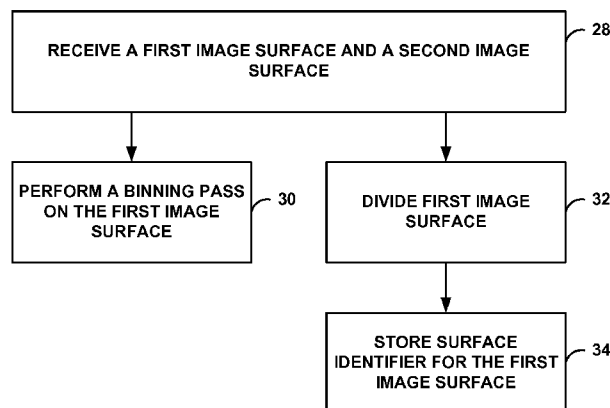 RECEIVE A FIRST IMAGE SURFACE AND A SECOND IMAGE
SURFACE
28
PERFORM A BINNING PASS
ON THE FIRST IMAGE
SURFACE
30
DIVIDE FIRST IMAGE
SURFACE
32
STORE SURFACE
IDENTIFIER FOR THE FIRST
IMAGE SURFACE
34